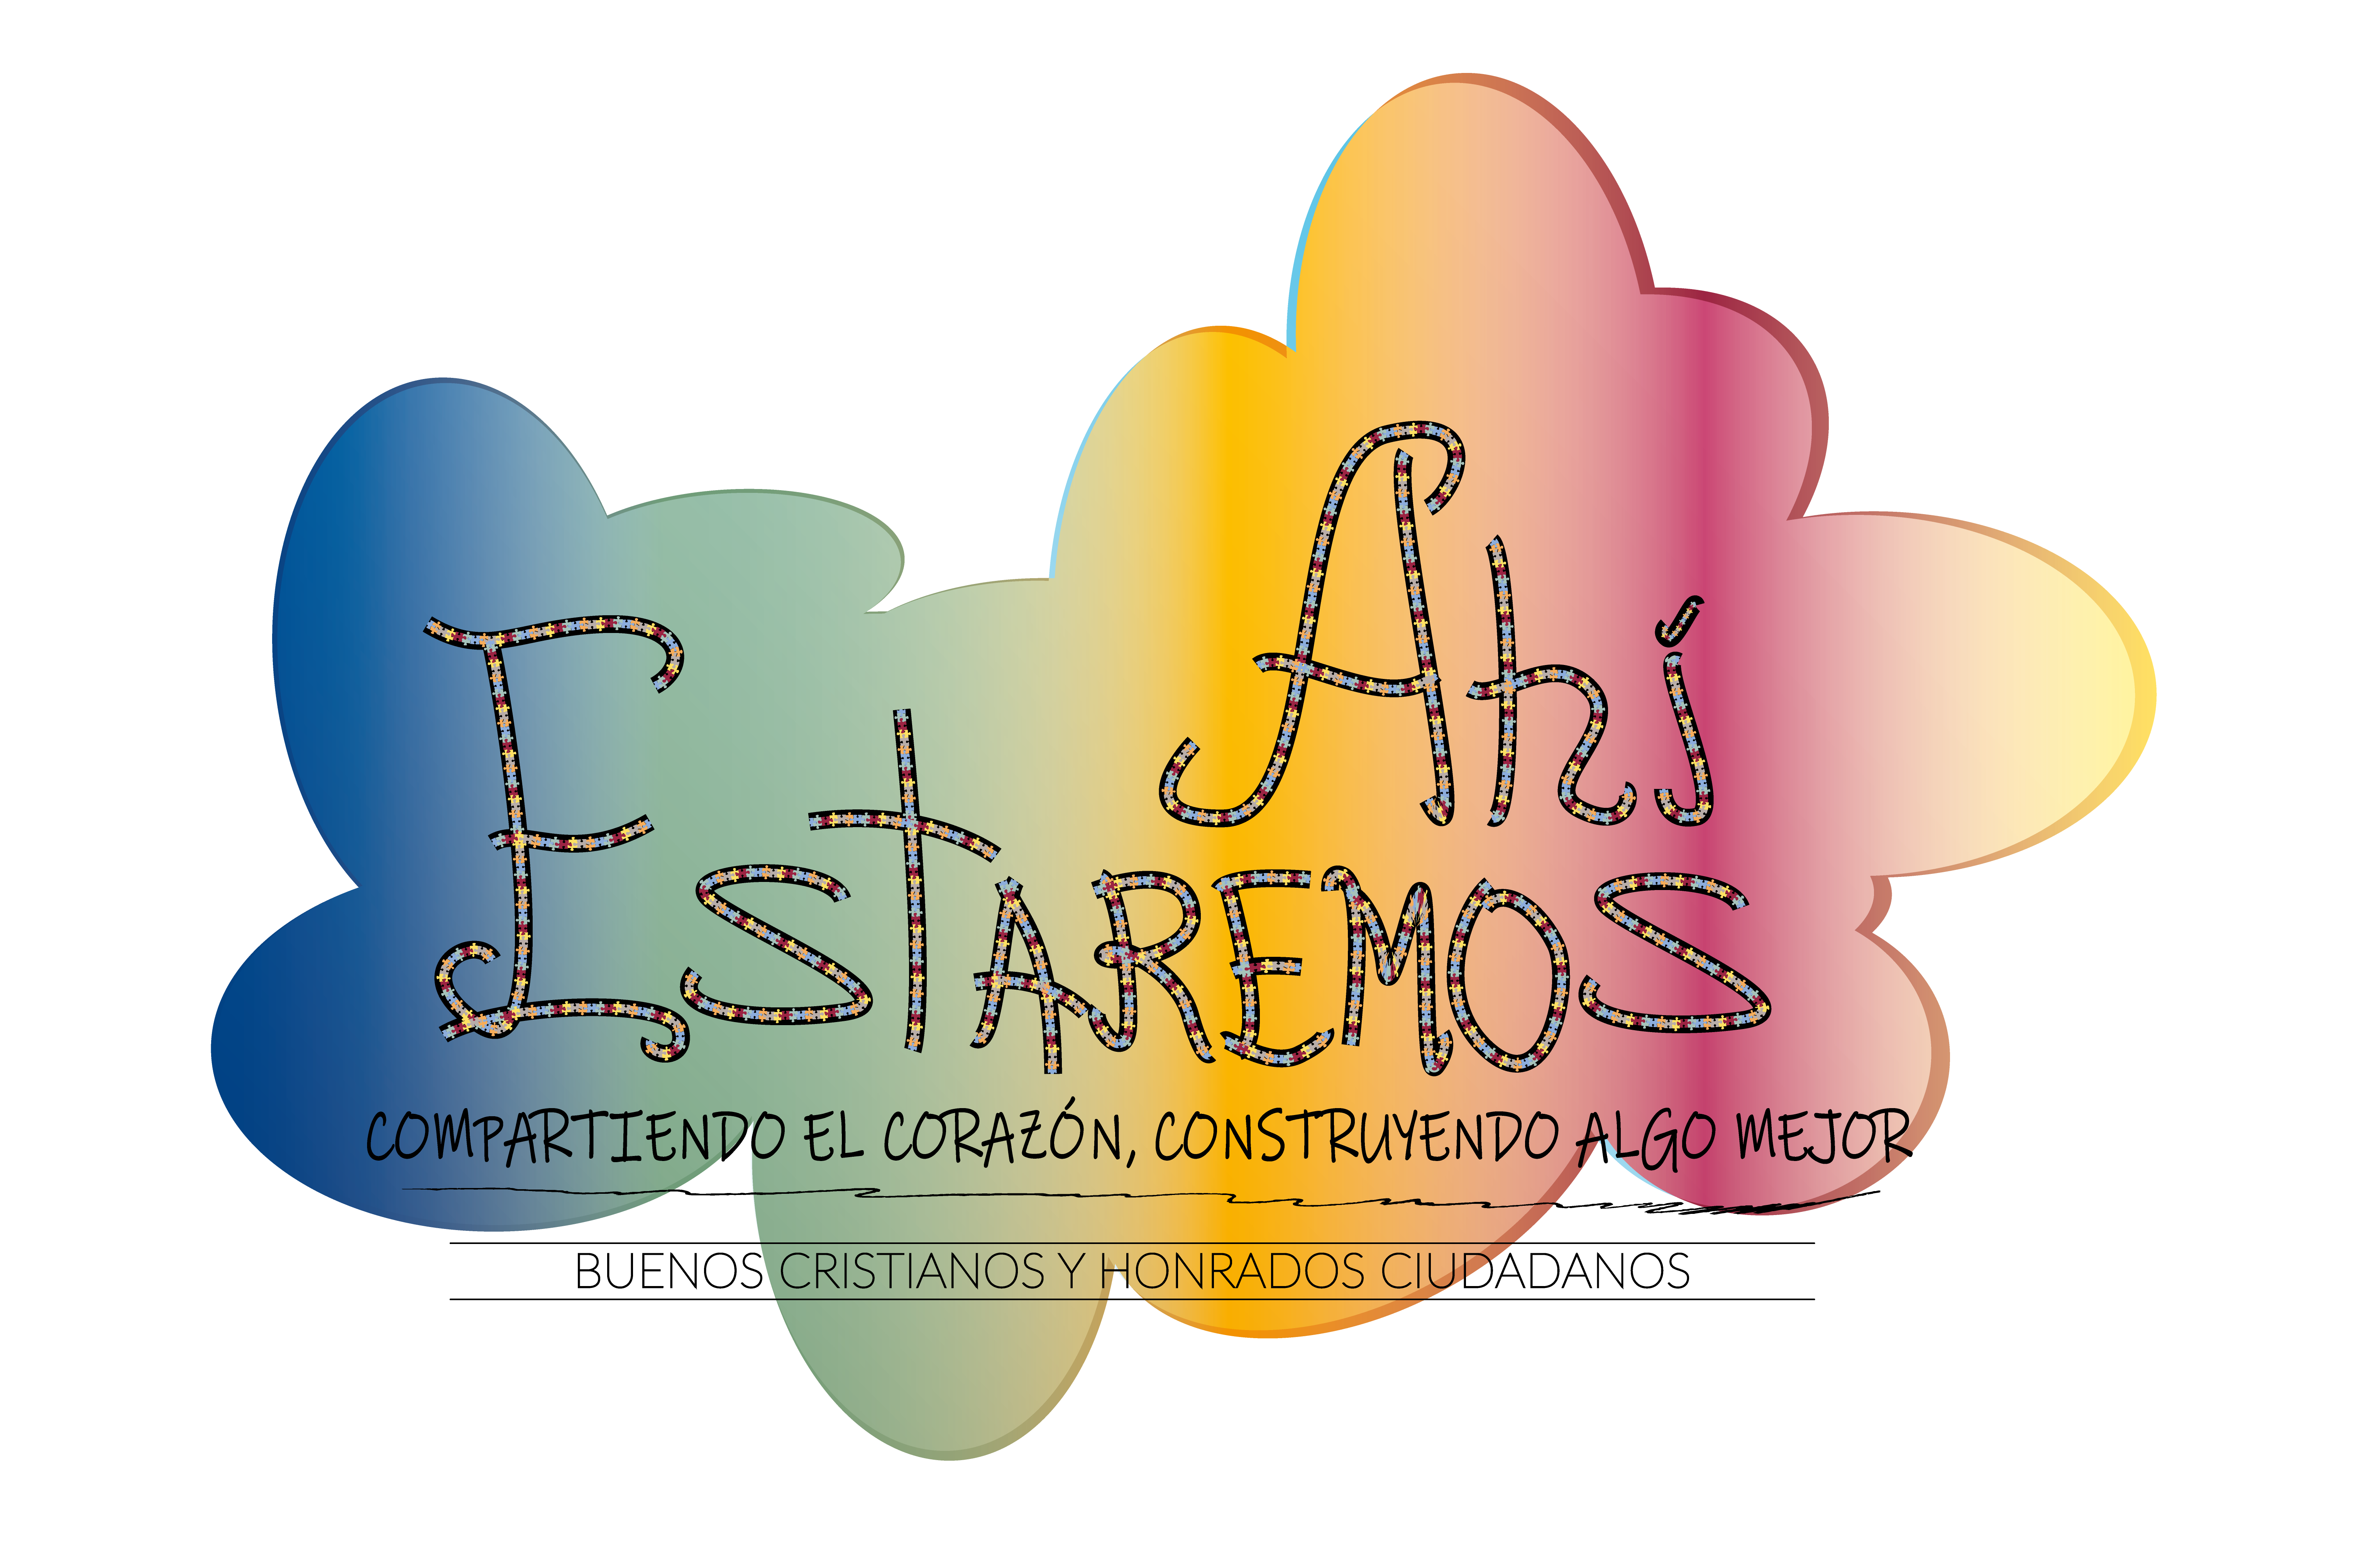 Ahí
EstAREMOS
COMPARTIENDO EL CORAZÓN, CONSTRUYENDO ALGO MEJOR
BUENOS CRISTIANOS Y HONRADOS CIUDADANOS